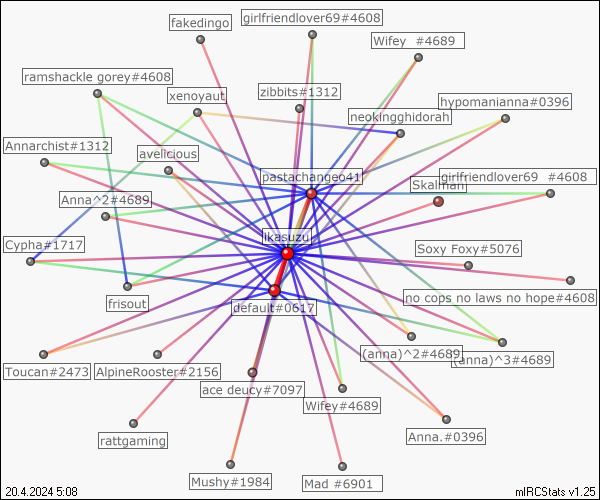 girlfriendlover69#4608
fakedingo
Wifey #4689
ramshackle gorey#4608
zibbits#1312
xenoyaut
hypomanianna#0396
neokingghidorah
Annarchist#1312
avelicious
pastachangeo41
girlfriendlover69 #4608
Skalman
Anna^2#4689
ikasuzu
Cypha#1717
Soxy Foxy#5076
frisout
no cops no laws no hope#4608
default#0617
(anna)^2#4689
(anna)^3#4689
Toucan#2473
AlpineRooster#2156
ace deucy#7097
Wifey#4689
Anna.#0396
rattgaming
Mushy#1984
Mad #6901
20.4.2024 5:08
mIRCStats v1.25